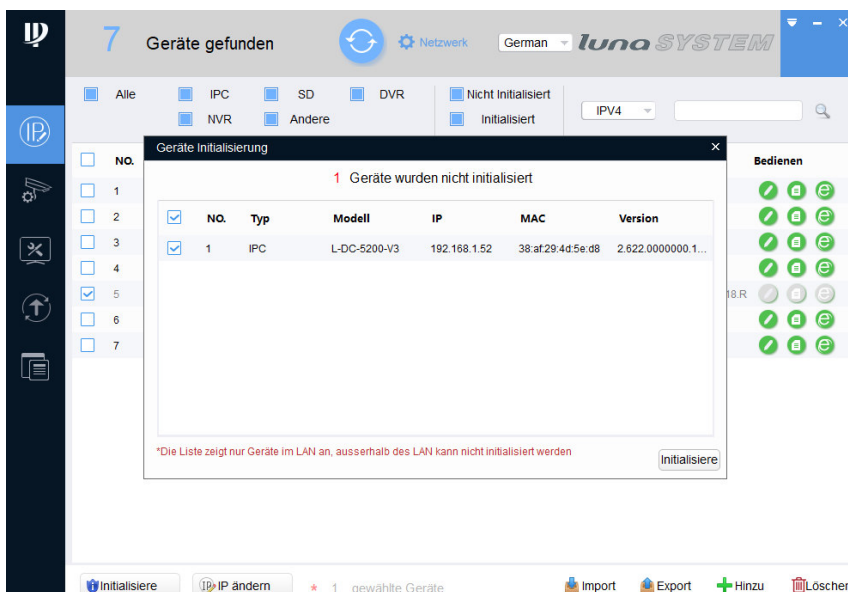 7 Geräte gefunden
Netzwerk
German
luna SYSTEM
Alle IPC SD DVR Nicht Initialisiert
NVR Andere Initialisiert
IPV4
NO. Bedienen
1
2
3
4
5 18.R
6
7
Geräte Initialisierung
1 Geräte wurden nicht initialisiert
NO. Typ Modell IP MAC Version
1 IPC L-DC-5200-V3 192.168.1.52 38:af:29:4d:5e:d8 2.622.0000000.1...
*Die Liste zeigt nur Geräte im LAN an, ausserhalb des LAN kann nicht initialisiert werden
Initialisiere
Initialisiere IP IP ändern * 1 gewählte Geräte Import Export Hinzu Löschen